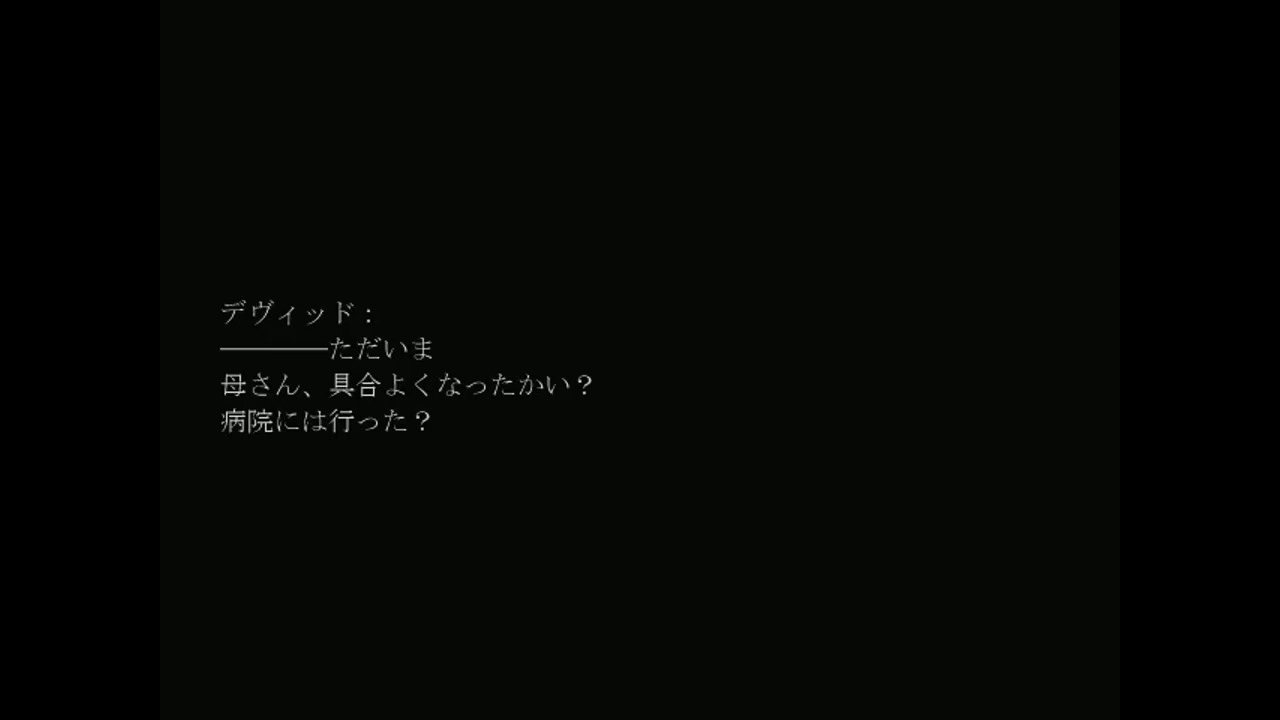 デヴィッド：
――――ただいま
母さん、具合よくなったかい？
病院には行った？